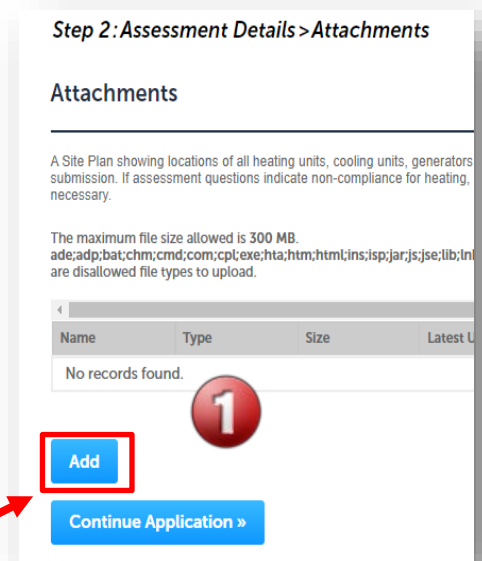 Step 2: Assessment Details > Attachments
Attachments
A Site Plan showing locations of all heating units, cooling units, generators
submission. If assessment questions indicate non-compliance for heating,
necessary.
The maximum file size allowed is 300 MB.
ade;adp;bat;chm;cmd;com;cpl;exe;hta;htm;html;ins;isp;jar;js;jse;lib;lnk
are disallowed file types to upload.
Name Type Size Latest U
No records found.
1
Add
Continue Application »